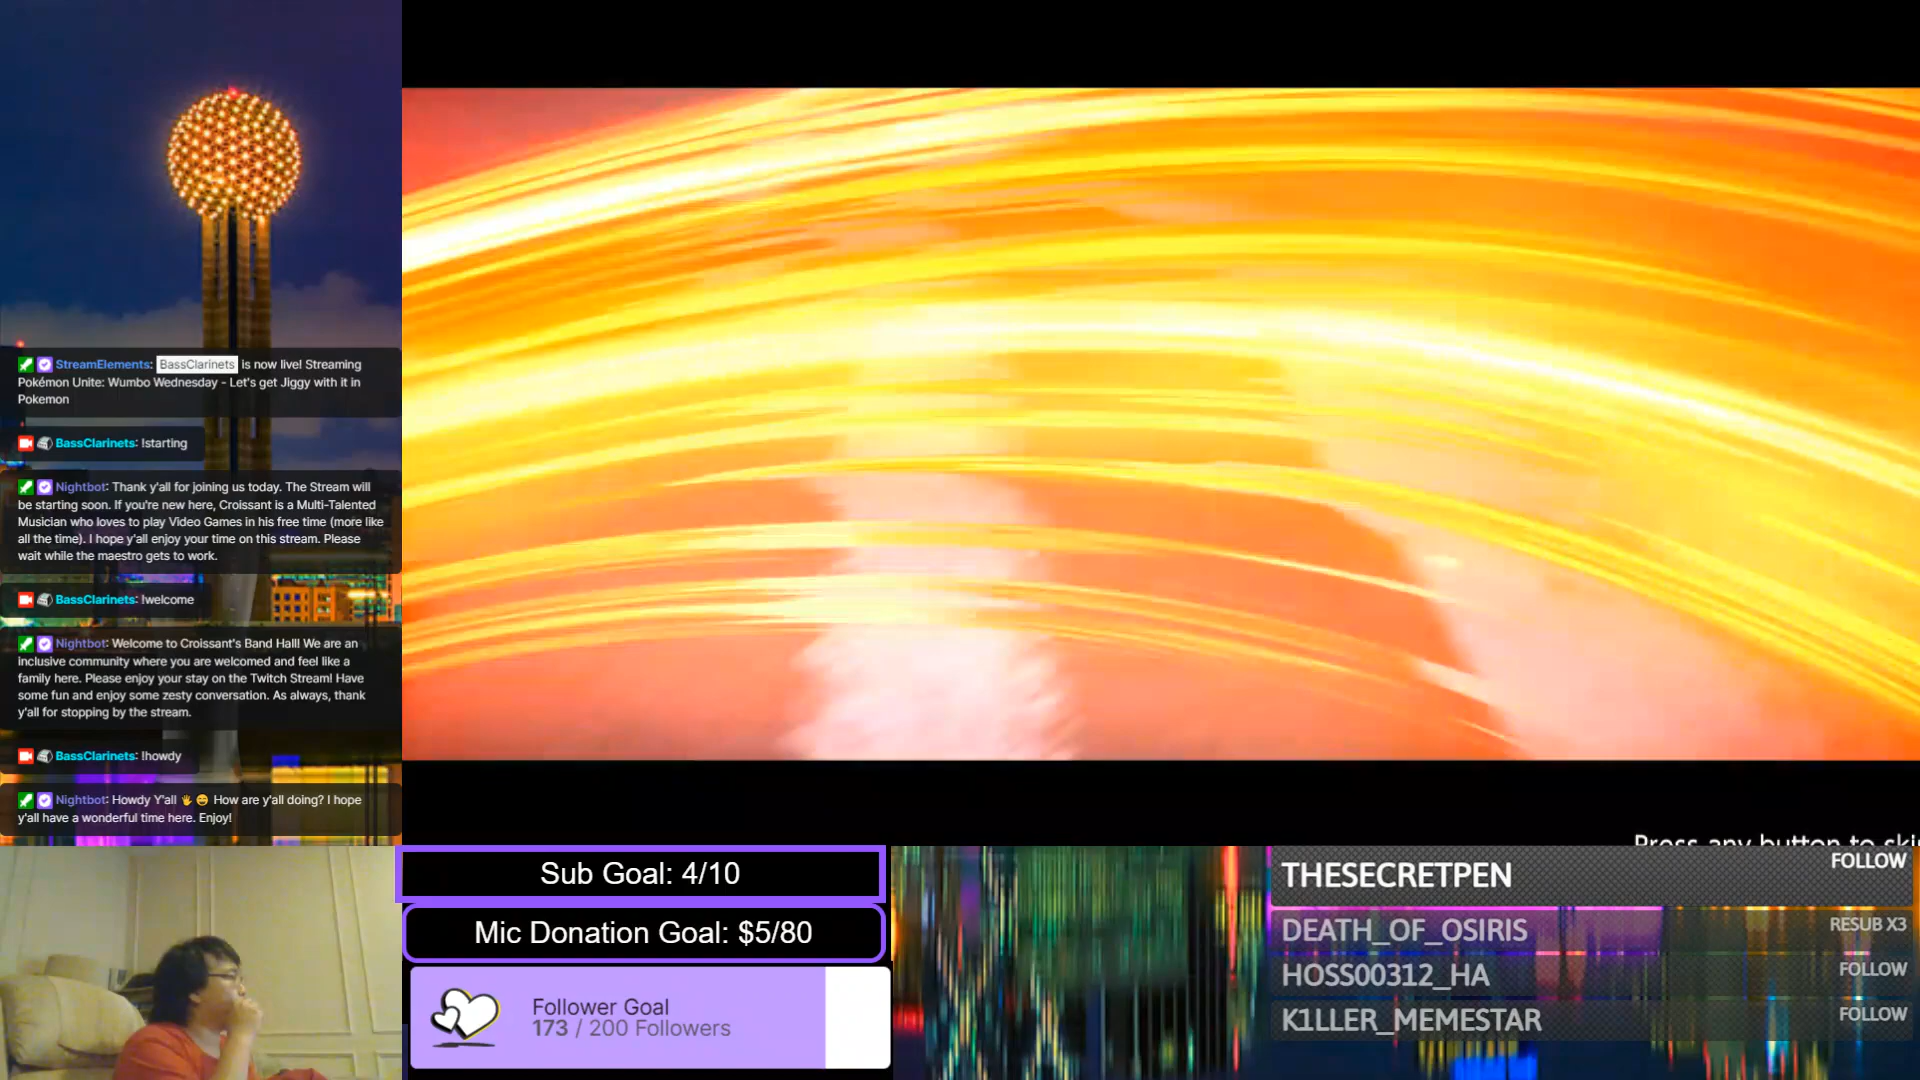 StreamElements: BassClarinets is now live! Streaming
Pokémon Unite: Wumbo Wednesday - Let's get Jiggy with it in
Pokemon
BassClarinets: !starting
Nightbot: Thank y'all for joining us today. The Stream will
be starting soon. If you're new here, Croissant is a Multi-Talented
Musician who loves to play Video Games in his free time (more like
all the time). I hope y'all enjoy your time on this stream. Please
wait while the maestro gets to work.
BassClarinets: !welcome
Nightbot: Welcome to Croissant's Band Hall! We are an
inclusive community where you are welcomed and feel like a
family here. Please enjoy your stay on the Twitch Stream! Have
some fun and enjoy some zesty conversation. As always, thank
y'all for stopping by the stream.
BassClarinets: !howdy
Nightbot: Howdy Y'all 🖐 😄 How are y'all doing? I hope
y'all have a wonderful time here. Enjoy!
Press any button to ski
Sub Goal: 4/10
Mic Donation Goal: $5/80
Follower Goal
173 / 200 Followers
THESECRETPEN FOLLOW
DEATH_OF_OSIRIS RESUB X3
HOSS00312_HA FOLLOW
K1LLER_MEMESTAR FOLLOW